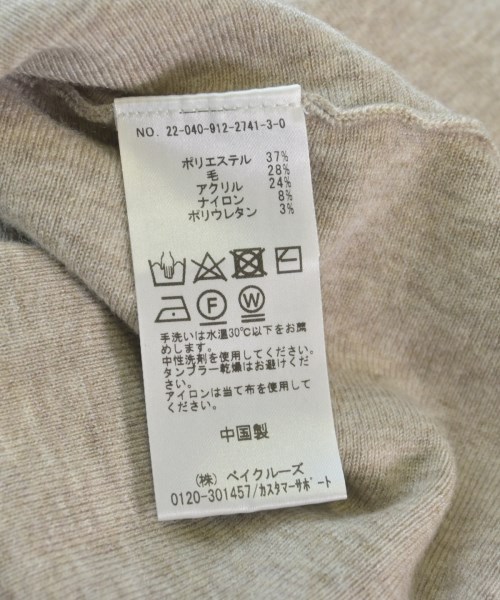 NO. 22-040-912-2741-3-0
ポリエステル 37%
毛 28%
アクリル 24%
ナイロン 8%
ポリウレタン 3%
F W
手洗いは水温30℃以下をお薦
めします。
中性洗剤を使用してください。
タンブラー乾燥はお避けくだ
さい。
アイロンは当て布を使用して
ください。
中国製
(株) ベイクルーズ
0120-301457/カスタマーサポート